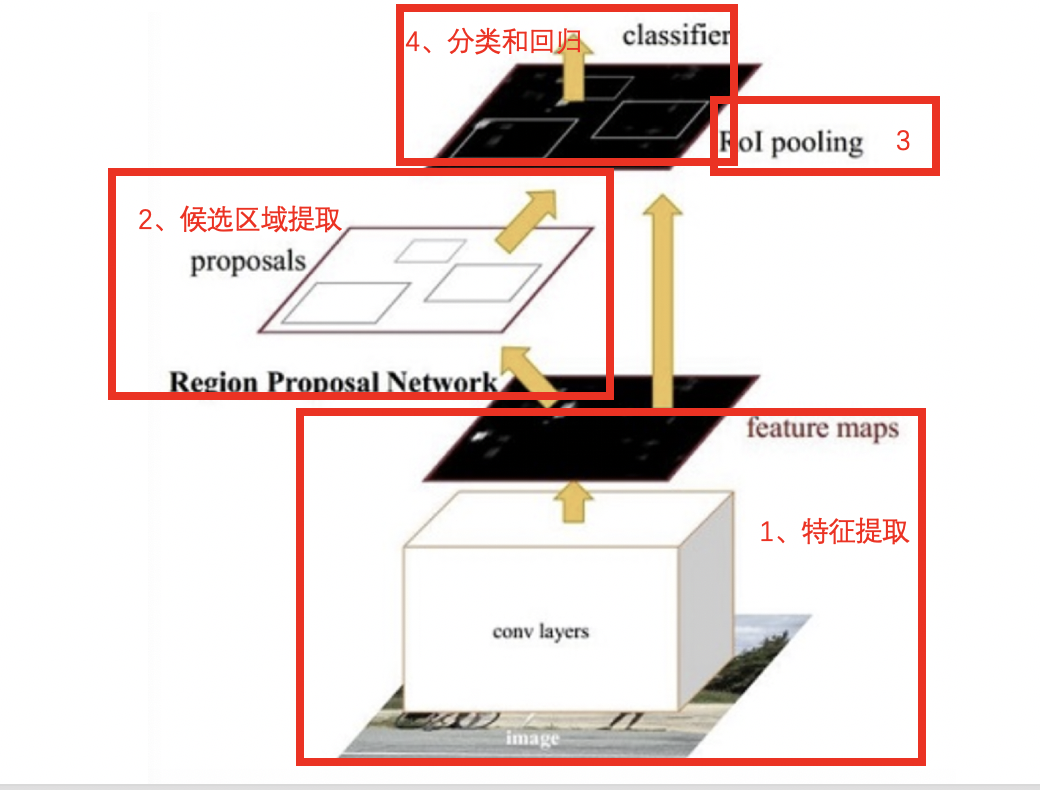 4、分类和回归
classifier
RoI pooling
3
2、候选区域提取
proposals
Region Proposal Network
feature maps
1、特征提取
conv layers
image